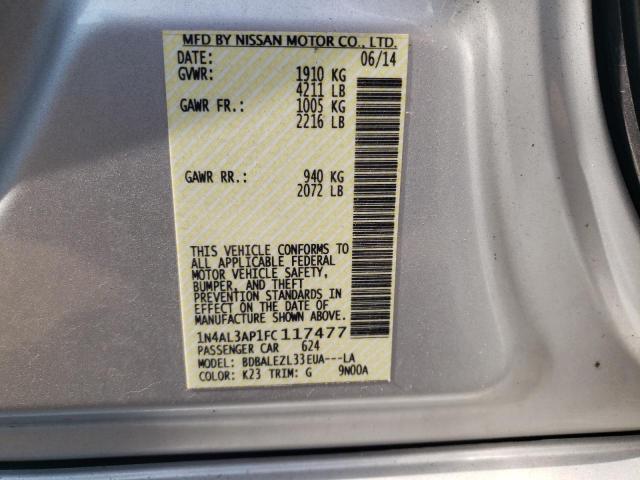 MFD BY NISSAN MOTOR CO., LTD.
DATE: 06/14
GVWR: 1910 KG
4211 LB
GAWR FR.: 1005 KG
2216 LB
GAWR RR.: 940 KG
2072 LB
THIS VEHICLE CONFORMS TO
ALL APPLICABLE FEDERAL
MOTOR VEHICLE SAFETY,
BUMPER, AND THEFT
PREVENTION STANDARDS IN
EFFECT ON THE DATE OF
MANUFACTURE SHOWN ABOVE.
1N4AL3AP1FC117477
PASSENGER CAR 624
MODEL: BDBALEZL33EUA---LA
COLOR: K23 TRIM: G 9N00A